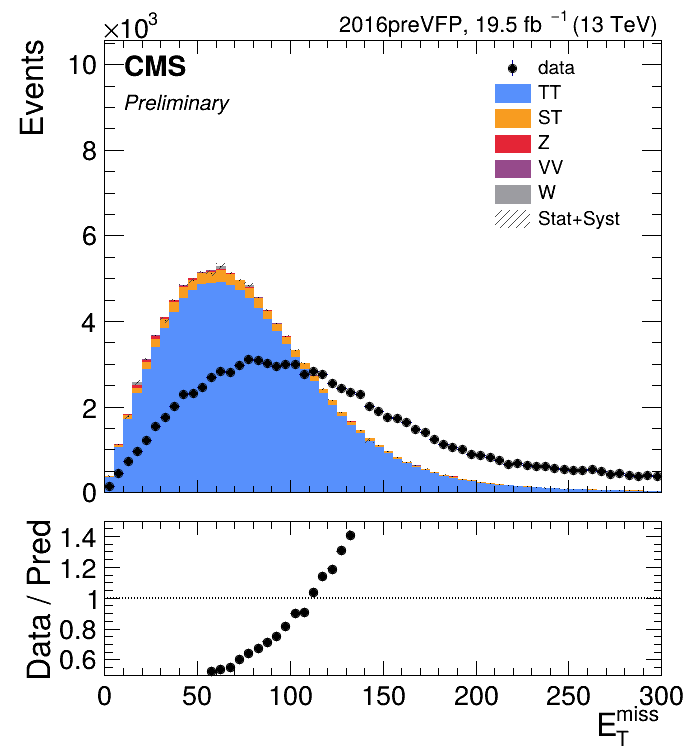 ×10³
2016preVFP, 19.5 fb⁻¹ (13 TeV)
Events
10
8
6
4
2
0
CMS
Preliminary
data
TT
ST
Z
VV
W
Stat+Syst
Data / Pred
1.4
1.2
1
0.8
0.6
0 50 100 150 200 250 300
E_T^miss